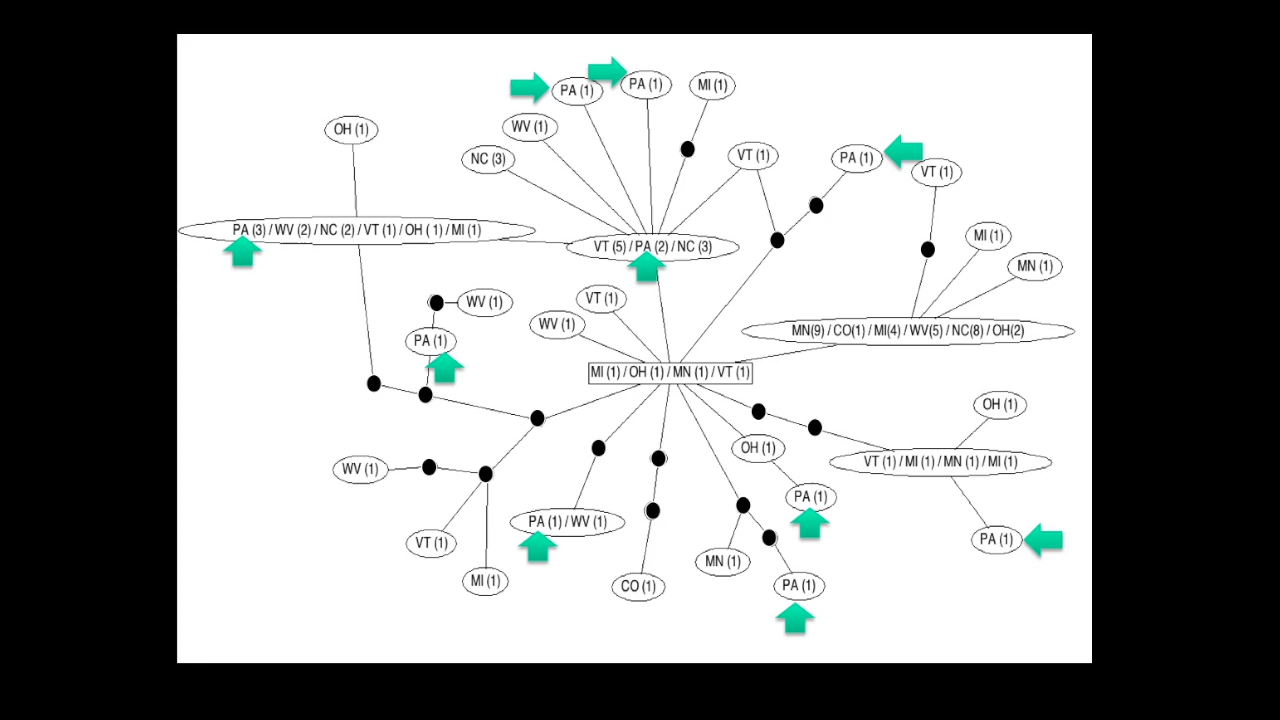 PA (1)
MI (1)
PA (1)
OH (1)
WV (1)
NC (3)
VT (1)
PA (1)
VT (1)
PA (3) / WV (2) / NC (2) / VT (1) / OH ( 1) / MI (1)
VT (5) / PA (2) / NC (3)
MI (1)
MN (1)
WV (1)
VT (1)
WV (1)
MN(9) / CO(1) / MI(4) / WV(5) / NC(8) / OH(2)
PA (1)
MI (1) / OH (1) / MN (1) / VT (1)
OH (1)
OH (1)
VT (1) / MI (1) / MN (1) / MI (1)
WV (1)
PA (1)
PA (1) / WV (1)
VT (1)
PA (1)
MN (1)
MI (1)
CO (1)
PA (1)